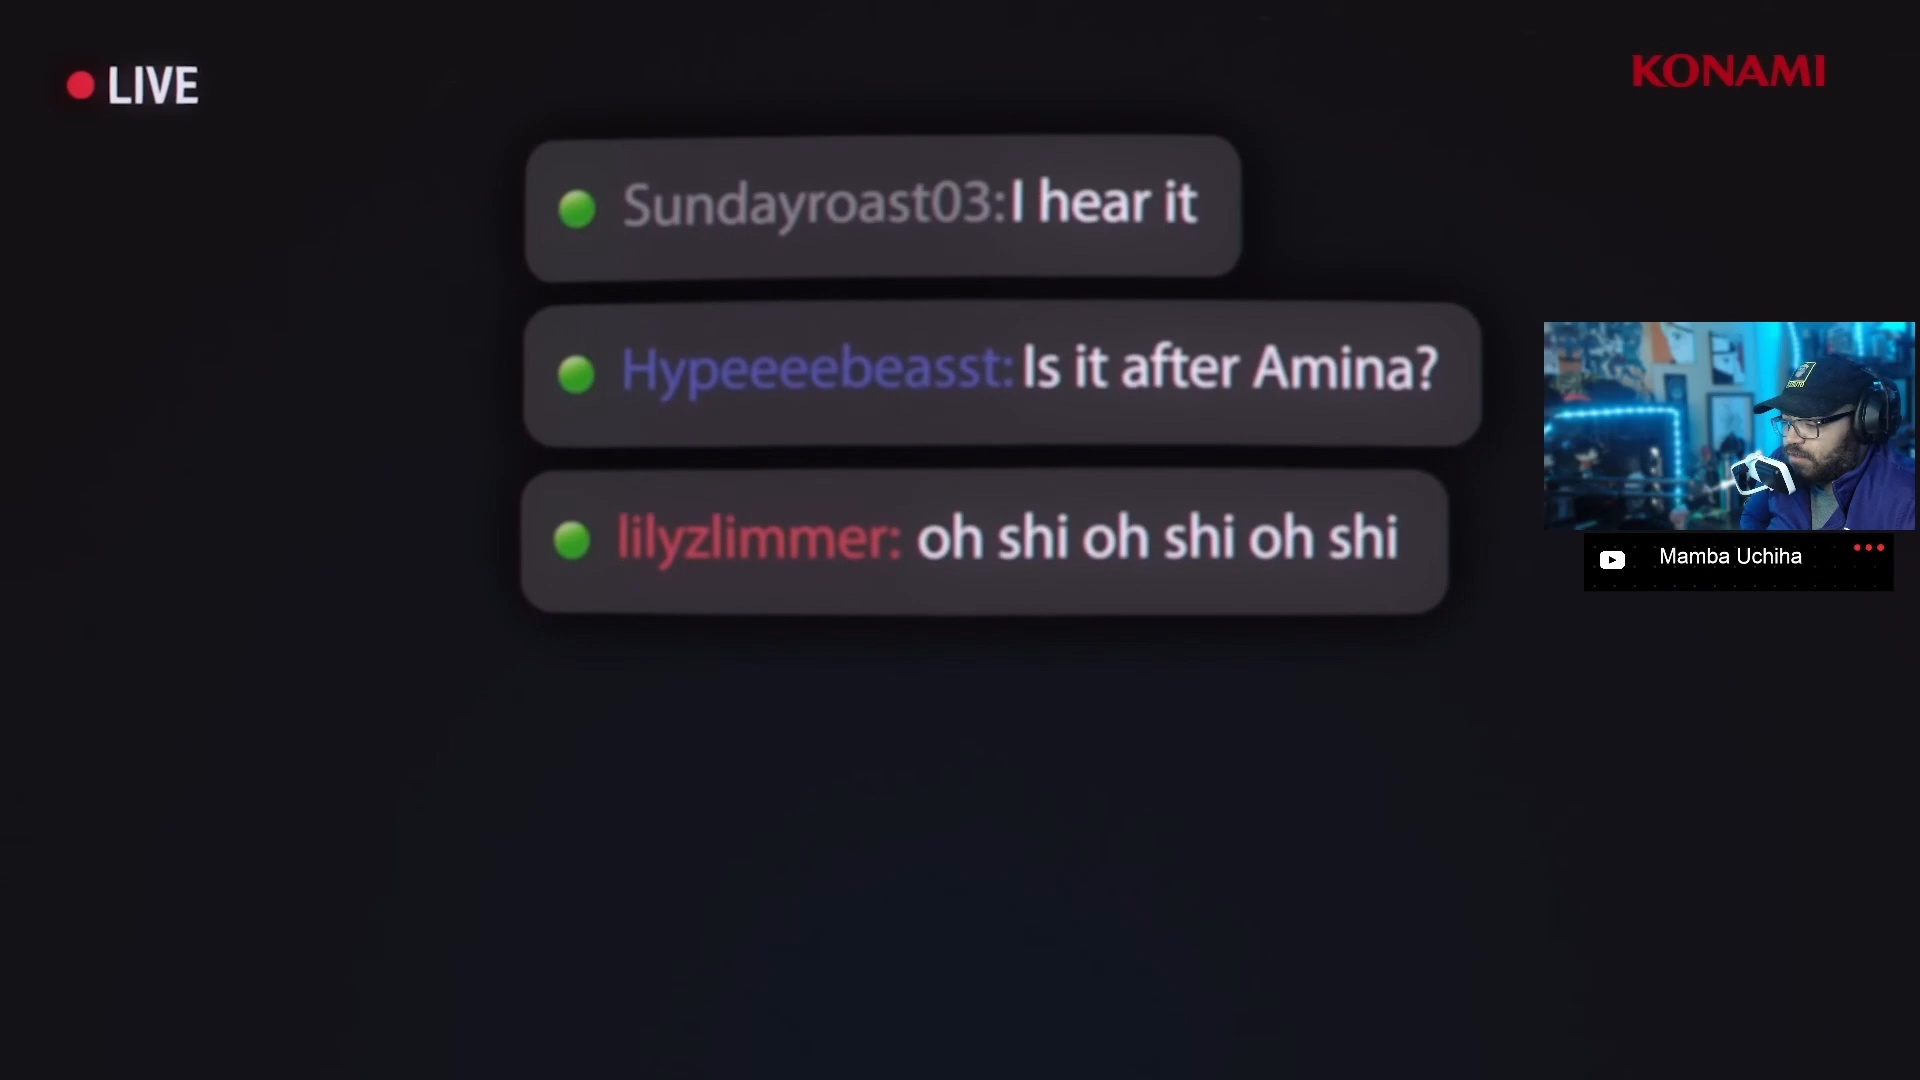 LIVE
KONAMI
Sundayroast03: I hear it
Hypeeeebeasst: Is it after Amina?
lilyzlimmer: oh shi oh shi oh shi
Mamba Uchiha